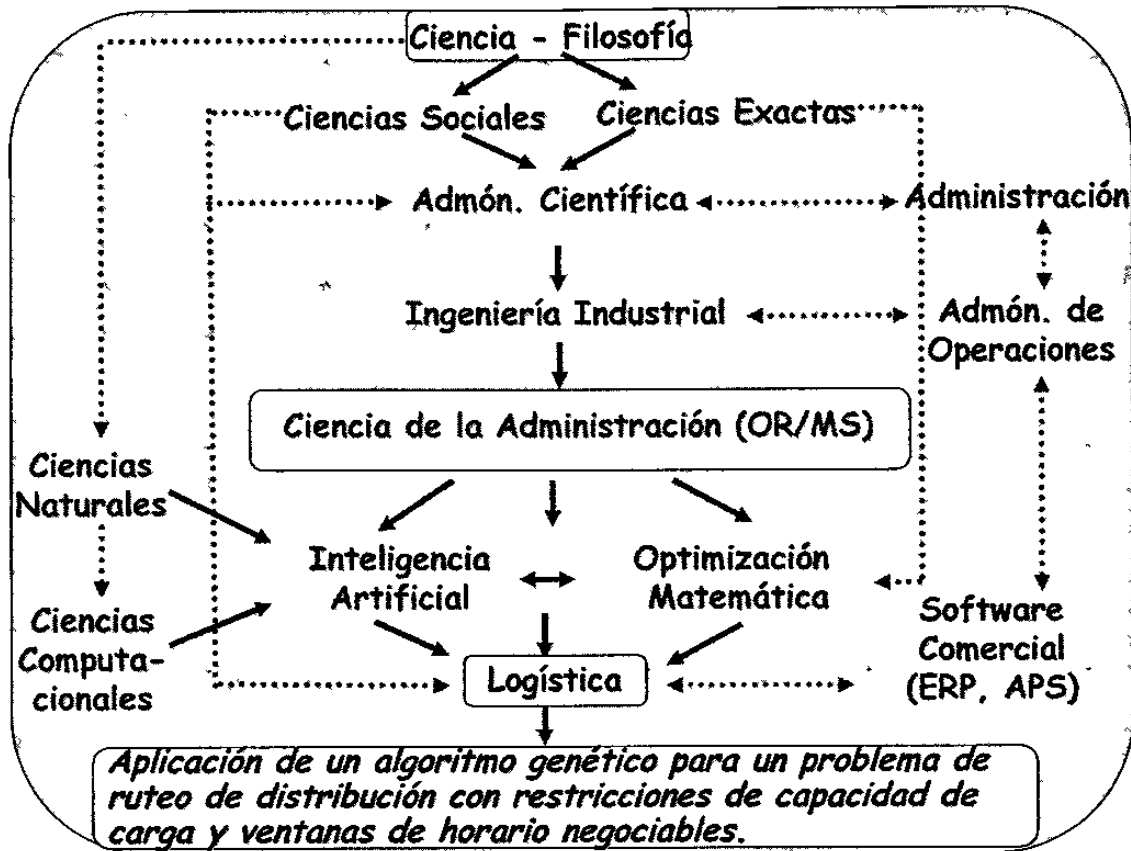 Ciencia - Filosofía
Ciencias Sociales
Ciencias Exactas
Admón. Científica
Administración
Ingeniería Industrial
Admón. de
Operaciones
Ciencia de la Administración (OR/MS)
Ciencias
Naturales
Inteligencia
Artificial
Optimización
Matemática
Ciencias
Computa-
cionales
Software
Comercial
(ERP, APS)
Logística
Aplicación de un algoritmo genético para un problema de
ruteo de distribución con restricciones de capacidad de
carga y ventanas de horario negociables.